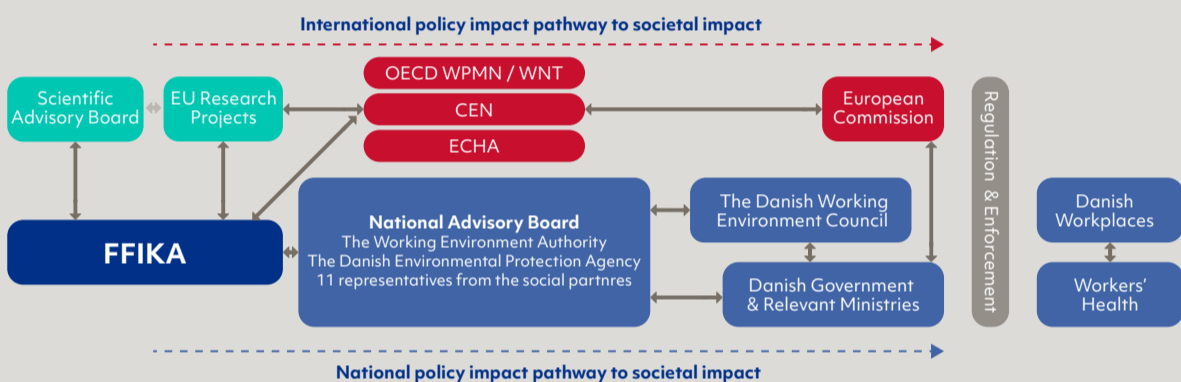 International policy impact pathway to societal impact
Scientific
Advisory Board
EU Research
Projects
OECD WPMN / WNT
CEN
ECHA
European
Commission
FFIKA
National Advisory Board
The Working Environment Authority
The Danish Environmental Protection Agency
11 representatives from the social partnres
The Danish Working
Environment Council
Danish Government
& Relevant Ministries
Regulation & Enforcement
Danish
Workplaces
Workers’
Health
National policy impact pathway to societal impact